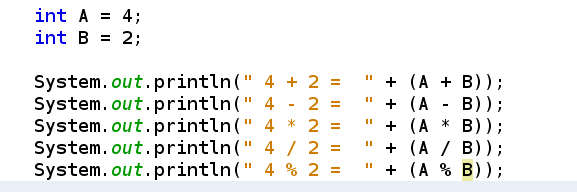 int A = 4;
int B = 2;
System.out.println(" 4 + 2 =  " + (A + B));
System.out.println(" 4 - 2 =  " + (A - B));
System.out.println(" 4 * 2 =  " + (A * B));
System.out.println(" 4 / 2 =  " + (A / B));
System.out.println(" 4 % 2 =  " + (A % B));